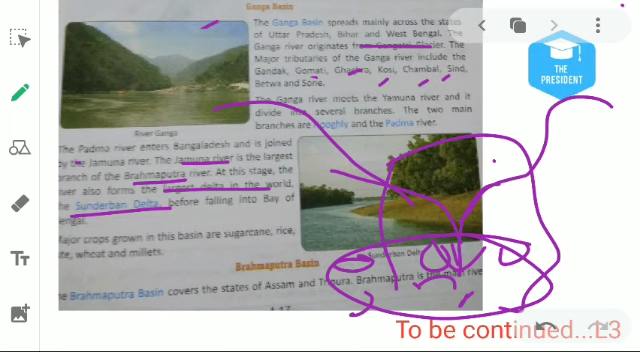 Ganga Basin
The Ganga Basin spreads mainly across the states
of Uttar Pradesh, Bihar and West Bengal. The
Ganga river originates from Gangotri Glacier. The
Major tributaries of the Ganga river include the
Gandak, Gomati, Ghaghra, Kosi, Chambal, Sind,
Betwa and Sone.
The Ganga river meets the Yamuna river and it
divide into several branches. The two main
branches are Hooghly and the Padma river.
River Ganga
The Padma river enters Bangaladesh and is joined
by the Jamuna river. The Jamuna river is the largest
branch of the Brahmaputra river. At this stage, the
river also forms the largest delta in the world,
the Sunderban Delta, before falling into Bay of
Bengal.
Major crops grown in this basin are sugarcane, rice,
wheat and millets.
Sunderban Delta
Brahmaputra Basin
The Brahmaputra Basin covers the states of Assam and Tripura. Brahmaputra is the main river
THE
PRESIDENT
To be continued...L3
TT